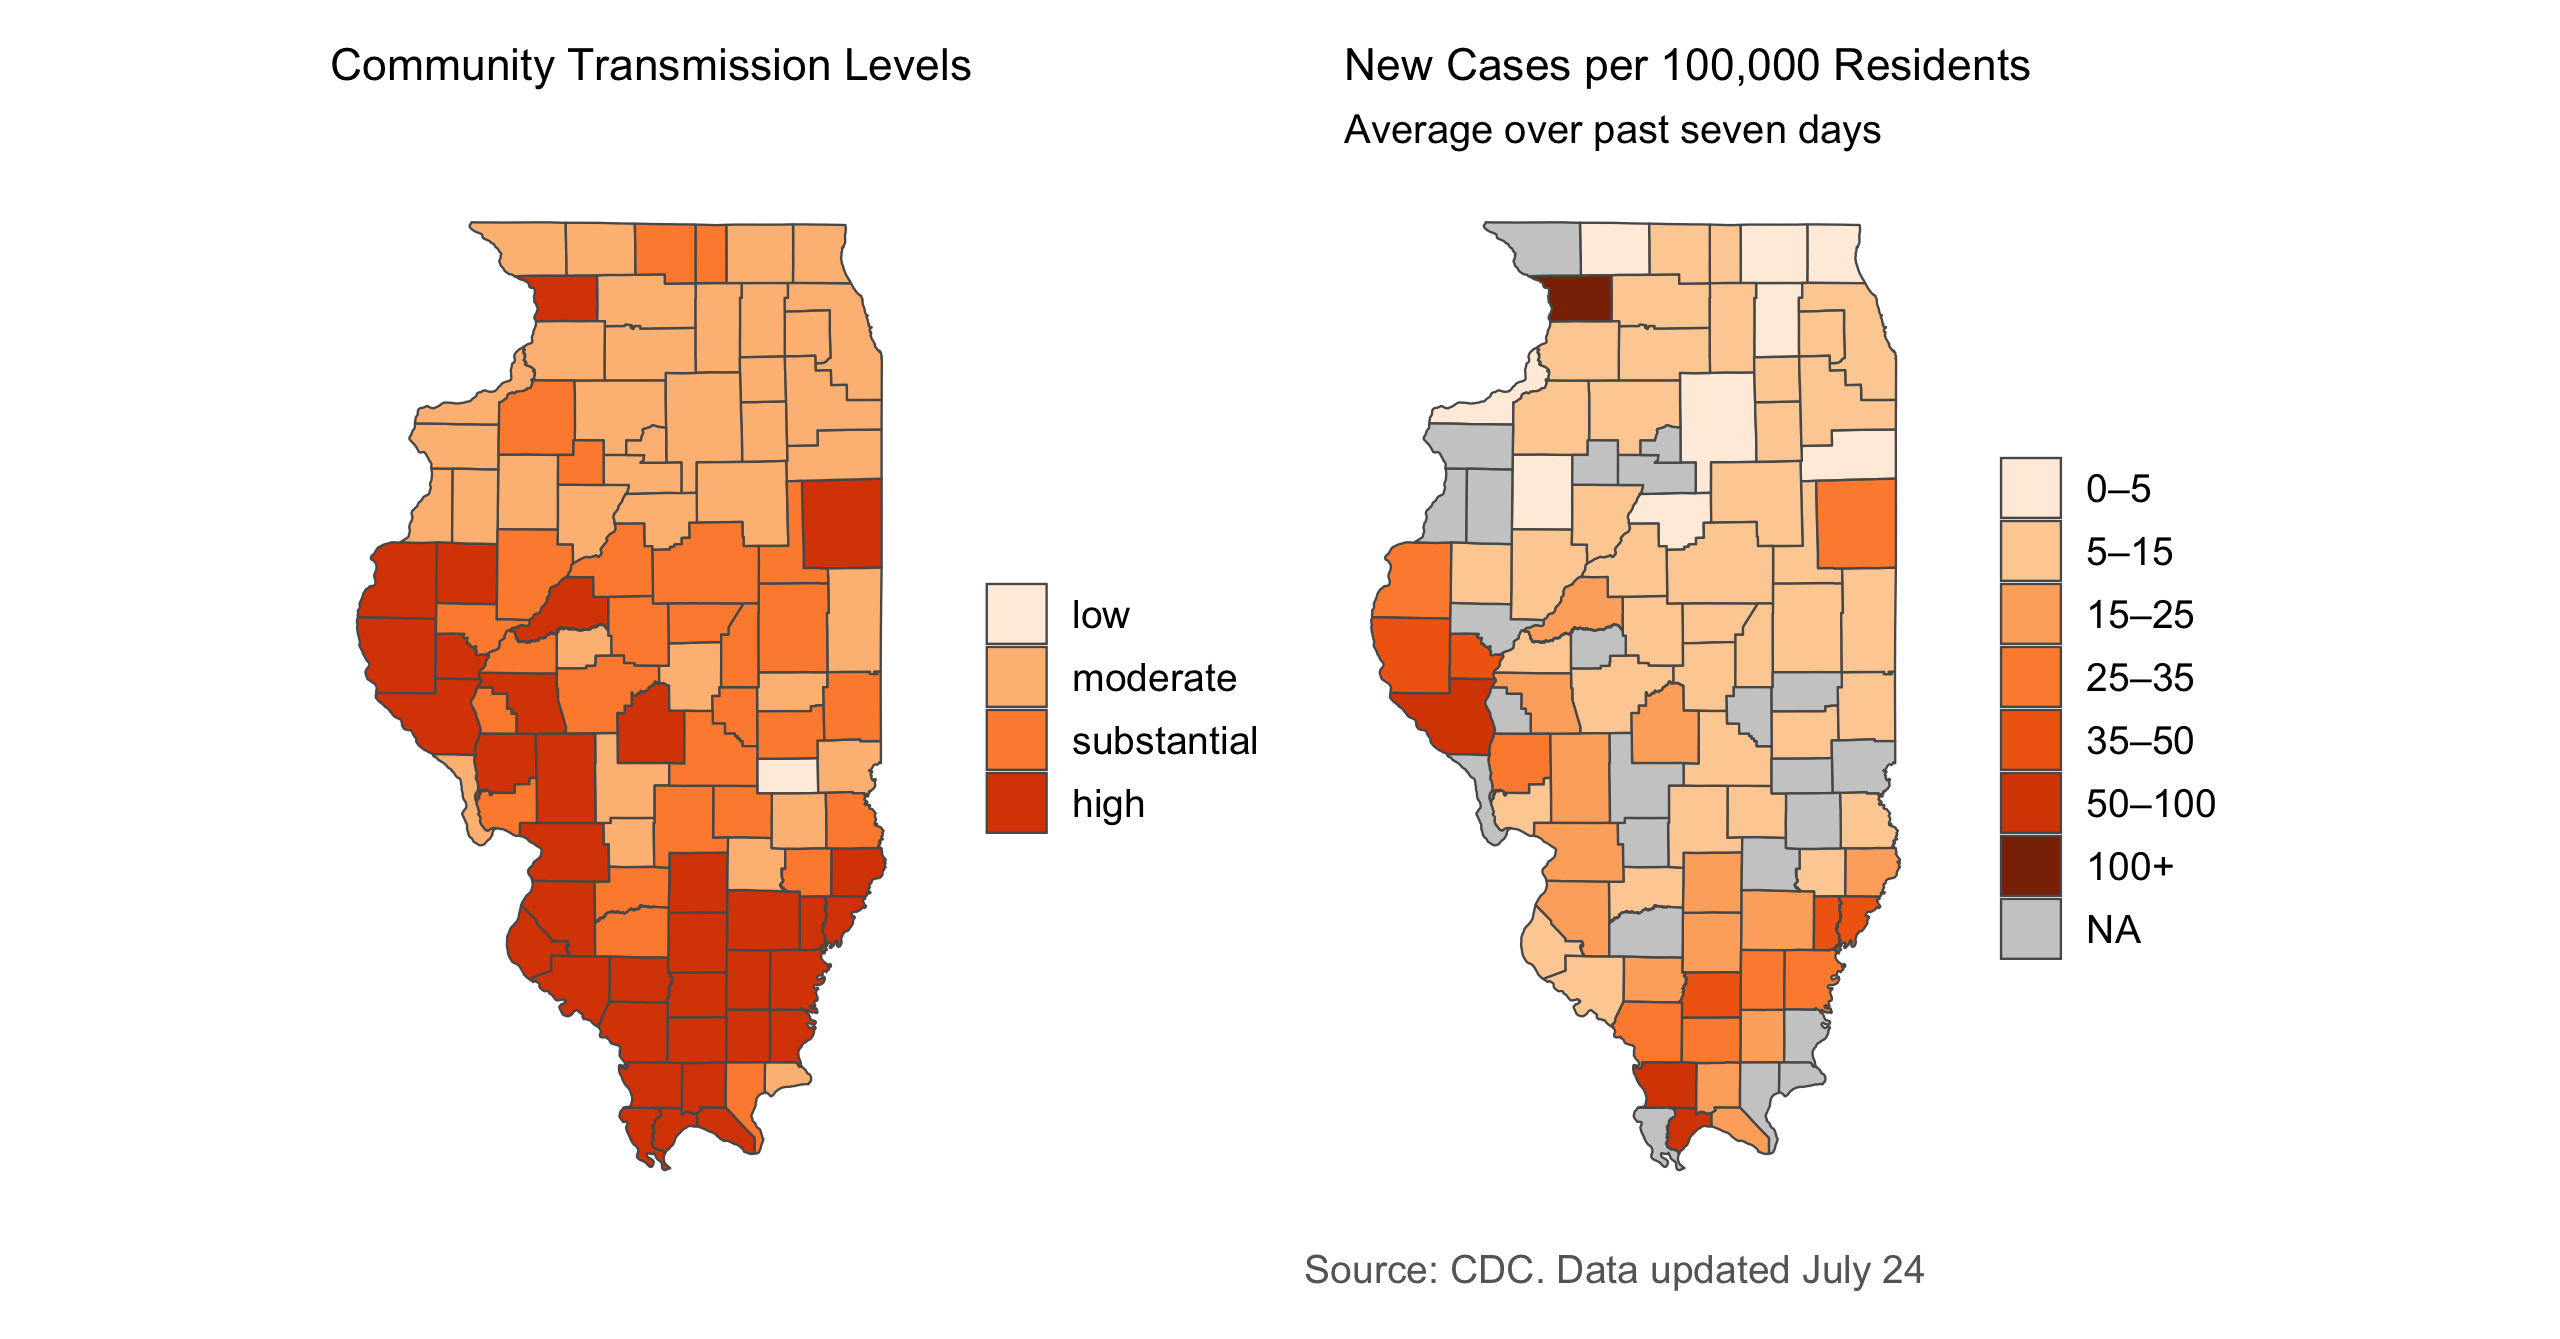 Community Transmission Levels
New Cases per 100,000 Residents
Average over past seven days
low
moderate
substantial
high
0–5
5–15
15–25
25–35
35–50
50–100
100+
NA
Source: CDC. Data updated July 24